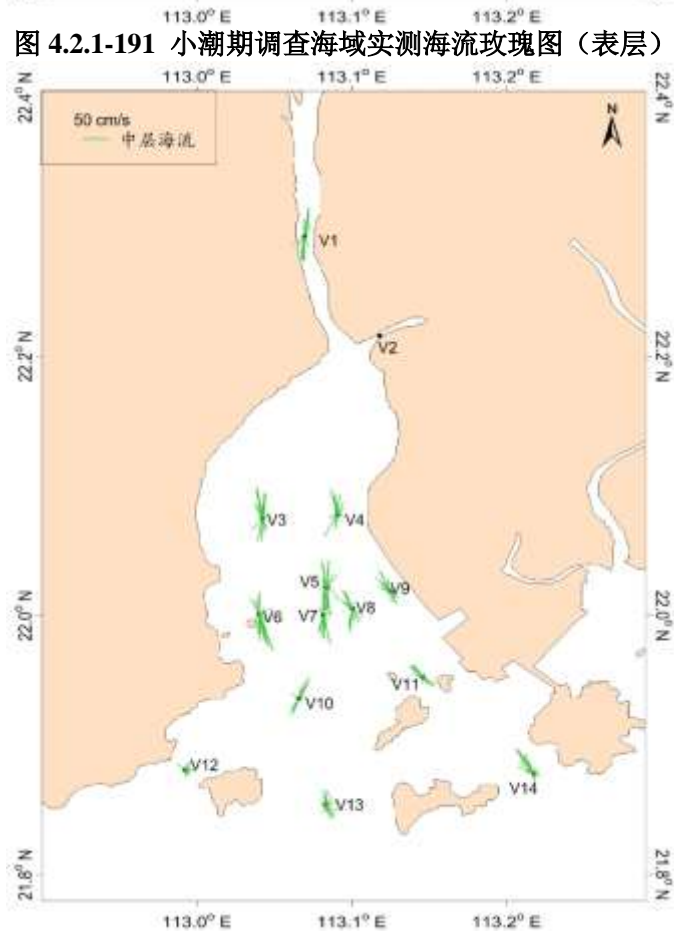 113.0° E 113.1° E 113.2° E
图 4.2.1-191 小潮期调查海域实测海流玫瑰图（表层）
113.0° E 113.1° E 113.2° E
22.4° N 22.4° N
50 cm/s
中层海流
N
V1
V2
22.2° N 22.2° N
V3 V4
V5 V9
V6 V7 V8
22.0° N 22.0° N
V11
V10
V12
V14
V13
21.8° N 21.8° N
113.0° E 113.1° E 113.2° E